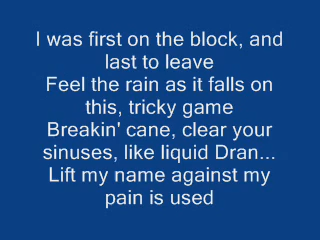 I was first on the block, and
last to leave
Feel the rain as it falls on
this, tricky game
Breakin' cane, clear your
sinuses, like liquid Dran...
Lift my name against my
pain is used